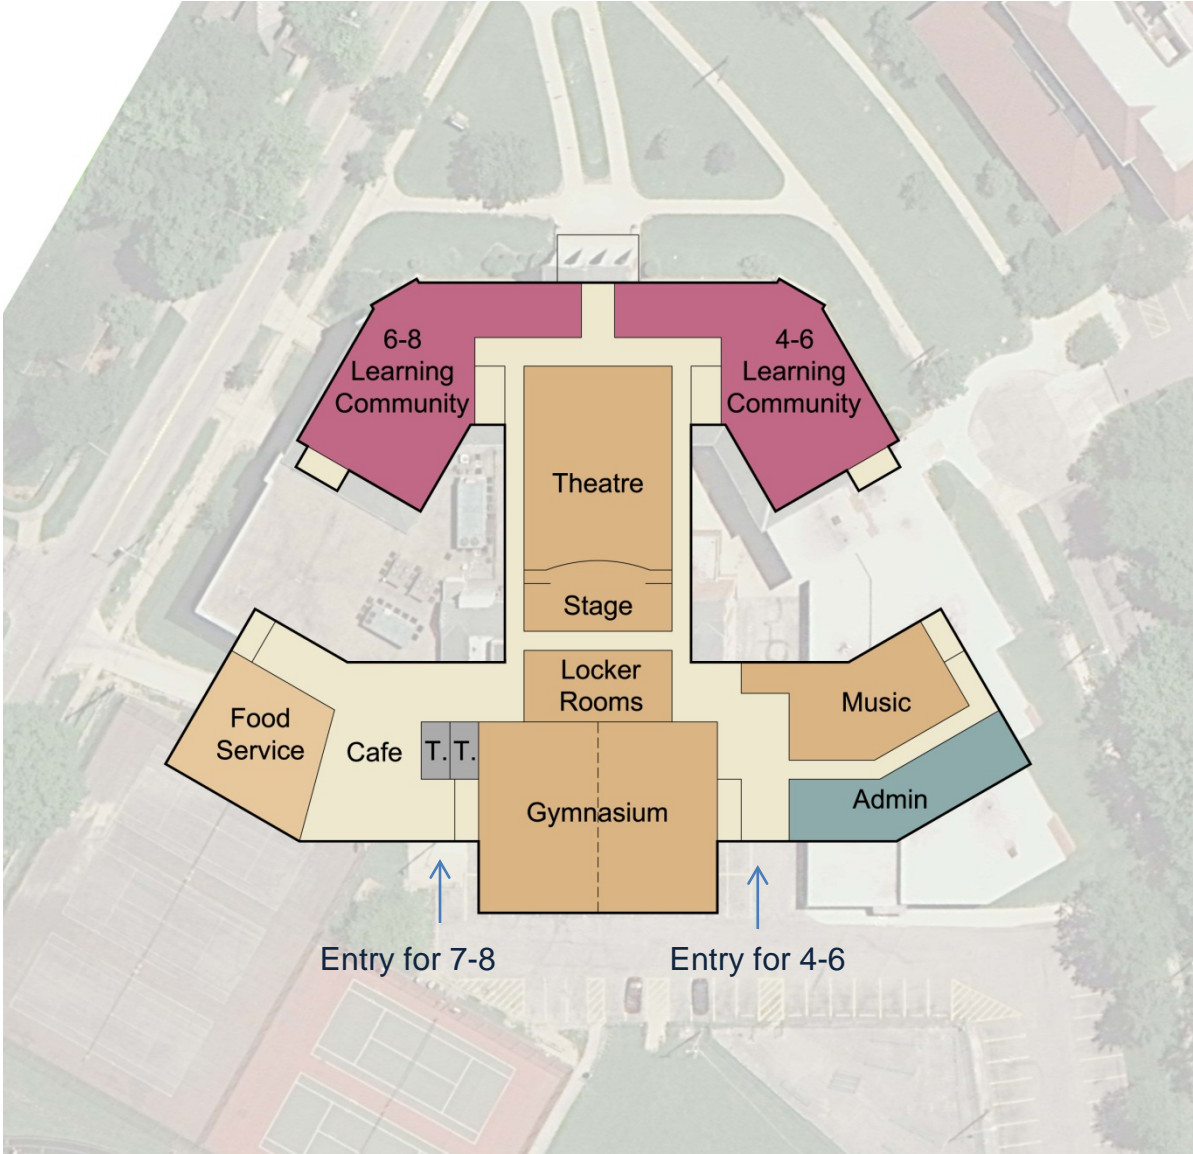 6-8
Learning
Community
4-6
Learning
Community
Theatre
Stage
Locker
Rooms
Music
Food
Service
Cafe
T. T.
Admin
Gymnasium
Entry for 7-8
Entry for 4-6